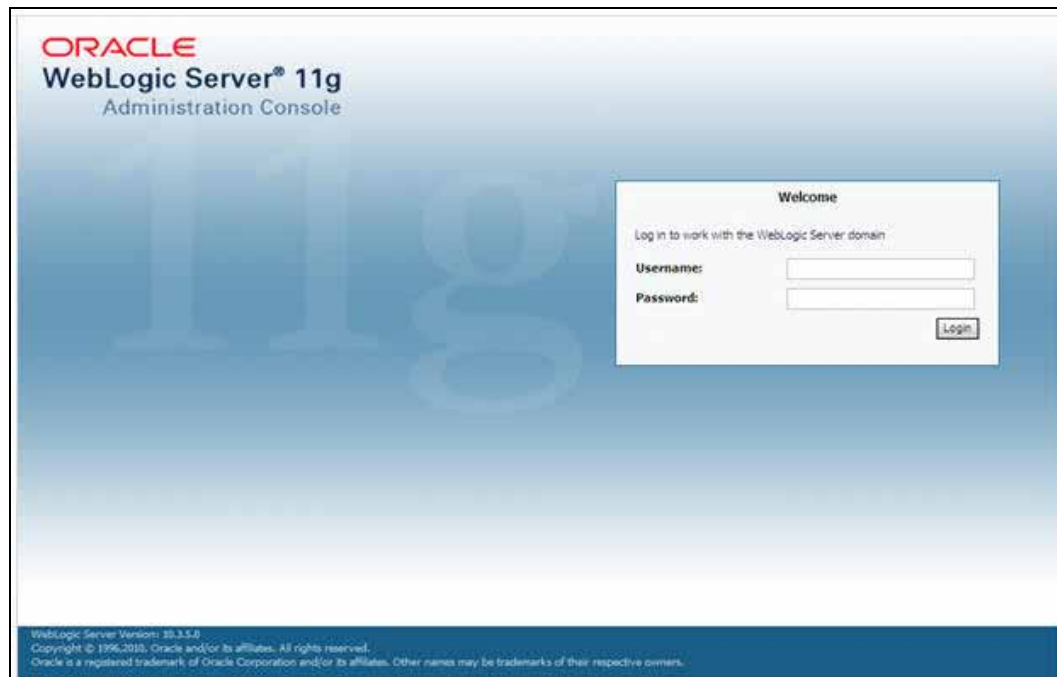 ORACLE
WebLogic Server® 11g
Administration Console
11g
Welcome
Log in to work with the WebLogic Server domain
Username:
Password:
Login
WebLogic Server Version: 10.3.5.0
Copyright © 1996,2010, Oracle and/or its affiliates. All rights reserved.
Oracle is a registered trademark of Oracle Corporation and/or its affiliates. Other names may be trademarks of their respective owners.